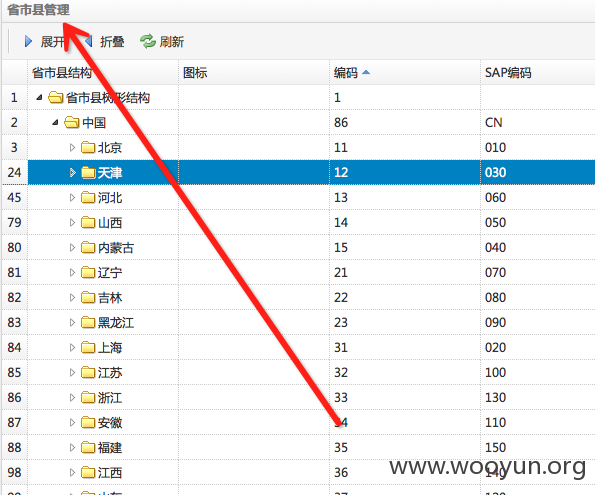 省市县管理
展开 折叠 刷新
省市县结构 图标 编码 SAP编码
1 省市县树形结构 1
2 中国 86 CN
3 北京 11 010
24 天津 12 030
45 河北 13 060
79 山西 14 050
80 内蒙古 15 040
81 辽宁 21 070
82 吉林 22 080
83 黑龙江 23 090
84 上海 31 020
85 江苏 32 100
86 浙江 33 130
87 安徽 34 110
88 福建 35 150
98 江西 36 140
www.wooyun.org